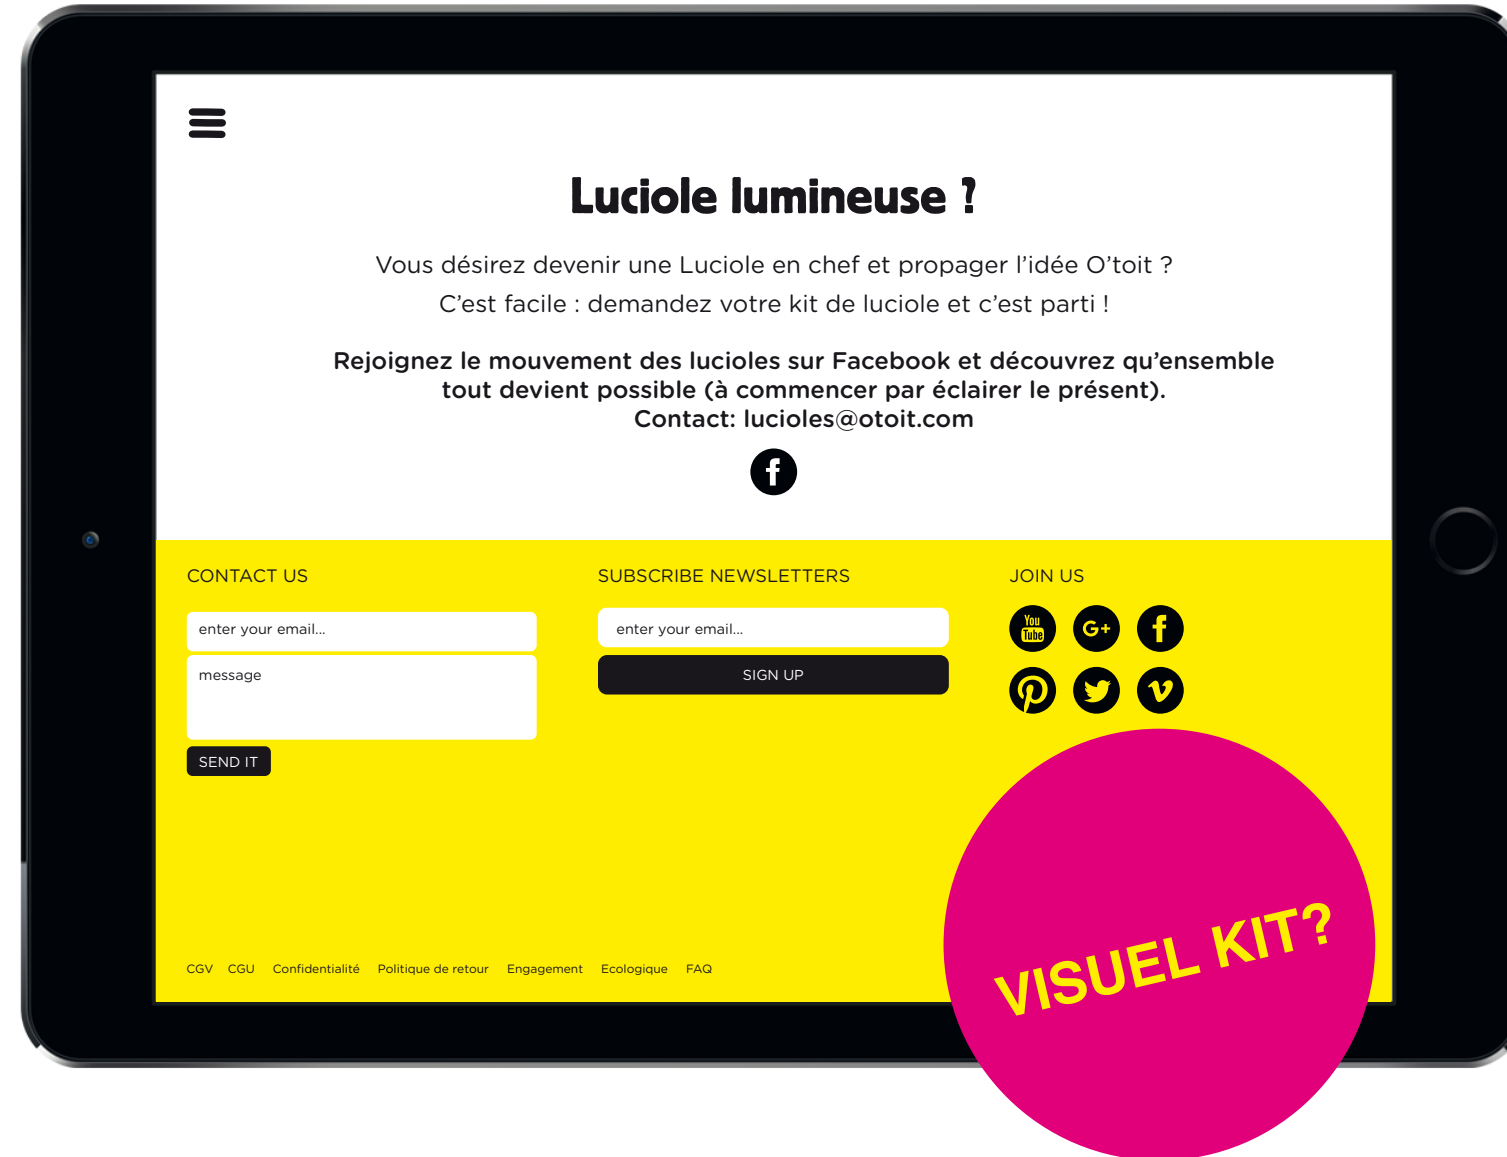 Luciole lumineuse ?
Vous désirez devenir une Luciole en chef et propager l’idée O’toit ?
C’est facile : demandez votre kit de luciole et c’est parti !
Rejoignez le mouvement des lucioles sur Facebook et découvrez qu’ensemble
tout devient possible (à commencer par éclairer le présent).
Contact: lucioles@otoit.com
f
CONTACT US
enter your email...
message
SEND IT
SUBSCRIBE NEWSLETTERS
enter your email...
SIGN UP
JOIN US
You
Tube
G+
f
VISUEL KIT?
CGV CGU Confidentialité Politique de retour Engagement Ecologique FAQ